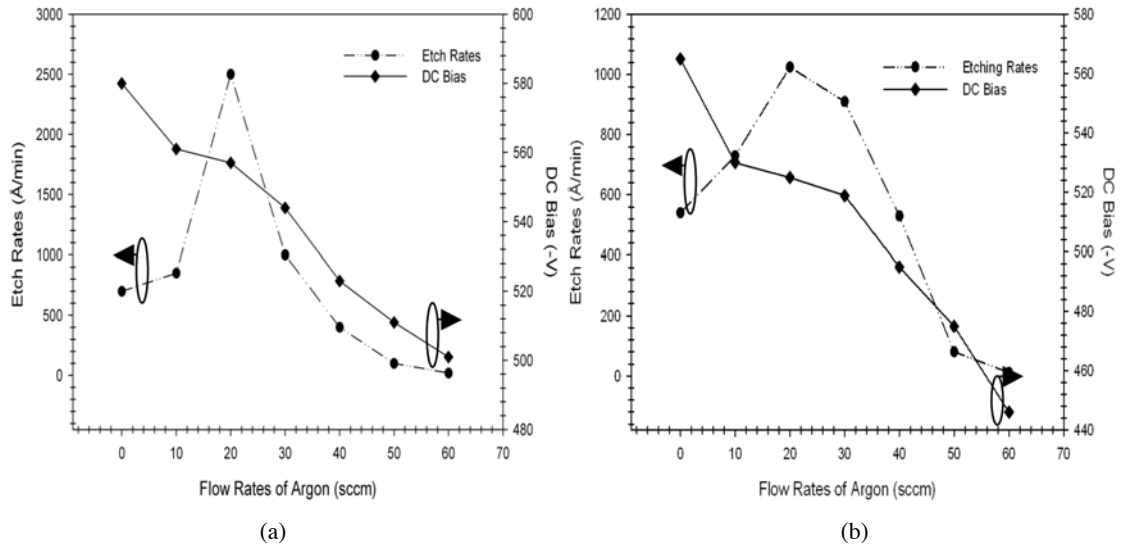 3000
2500
2000
1500
1000
500
0
Etch Rates (Å/min)
600
580
560
540
520
500
480
DC Bias (-V)
Etch Rates
DC Bias
0 10 20 30 40 50 60
Flow Rates of Argon (sccm)
(a)
1200
1000
800
600
400
200
0
Etch Rates (Å/min)
580
560
540
520
500
480
460
440
DC Bias (-V)
Etching Rates
DC Bias
0 10 20 30 40 50 60
Flow Rates of Argon (sccm)
(b)